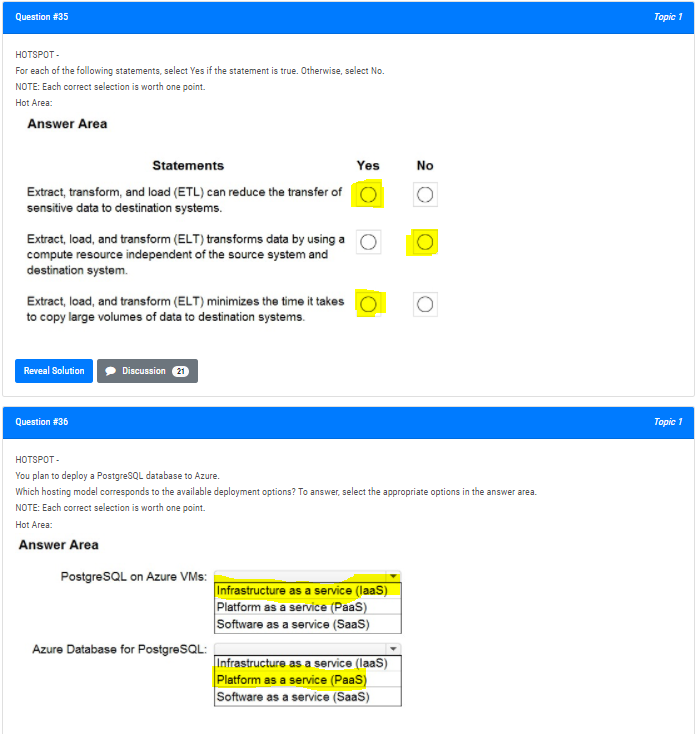 Question #35 Topic 1
HOTSPOT -
For each of the following statements, select Yes if the statement is true. Otherwise, select No.
NOTE: Each correct selection is worth one point.
Hot Area:
Answer Area
Statements Yes No
Extract, transform, and load (ETL) can reduce the transfer of
sensitive data to destination systems.
Extract, load, and transform (ELT) transforms data by using a
compute resource independent of the source system and
destination system.
Extract, load, and transform (ELT) minimizes the time it takes
to copy large volumes of data to destination systems.
Reveal Solution Discussion 21
Question #36 Topic 1
HOTSPOT -
You plan to deploy a PostgreSQL database to Azure.
Which hosting model corresponds to the available deployment options? To answer, select the appropriate options in the answer area.
NOTE: Each correct selection is worth one point.
Hot Area:
Answer Area
PostgreSQL on Azure VMs:
Infrastructure as a service (IaaS)
Platform as a service (PaaS)
Software as a service (SaaS)
Azure Database for PostgreSQL:
Infrastructure as a service (IaaS)
Platform as a service (PaaS)
Software as a service (SaaS)